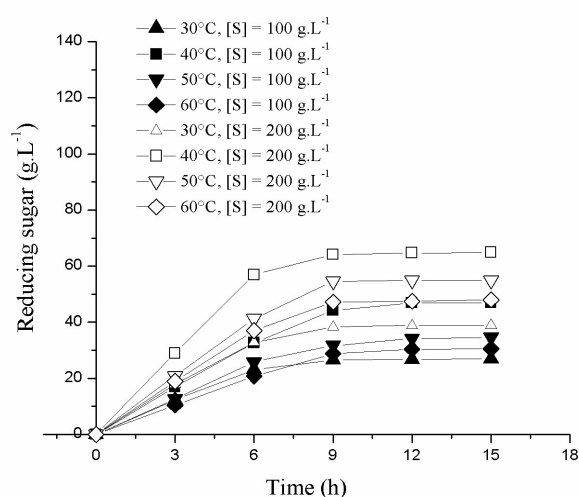 30°C, [S] = 100 g.L-1
40°C, [S] = 100 g.L-1
50°C, [S] = 100 g.L-1
60°C, [S] = 100 g.L-1
30°C, [S] = 200 g.L-1
40°C, [S] = 200 g.L-1
50°C, [S] = 200 g.L-1
60°C, [S] = 200 g.L-1
Reducing sugar (g.L-1)
140
120
100
80
60
40
20
0
0 3 6 9 12 15 18
Time (h)